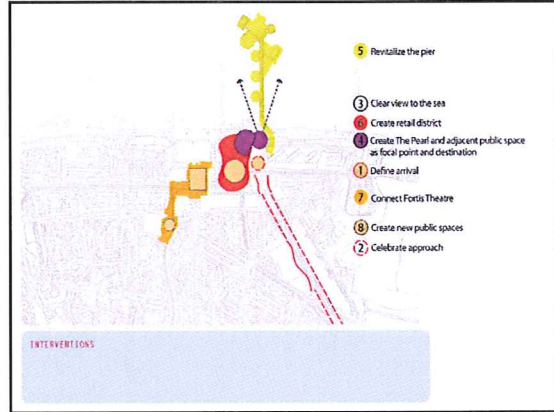 5 Revitalize the pier
3 Clear view to the sea
6 Create retail district
4 Create The Pearl and adjacent public space
as focal point and destination
1 Define arrival
7 Connect Fortis Theatre
8 Create new public spaces
2 Celebrate approach
INTERVENTIONS